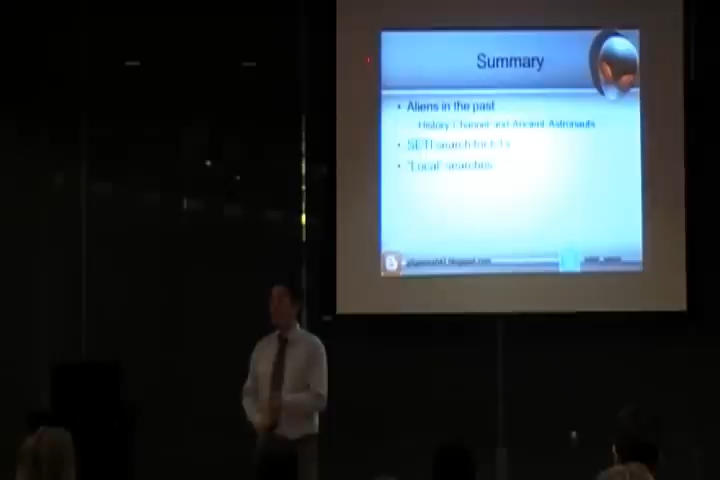 Summary
• Aliens in the past
History Channel and Ancient Astronauts
• SETI search for ETs
• "Local" searches